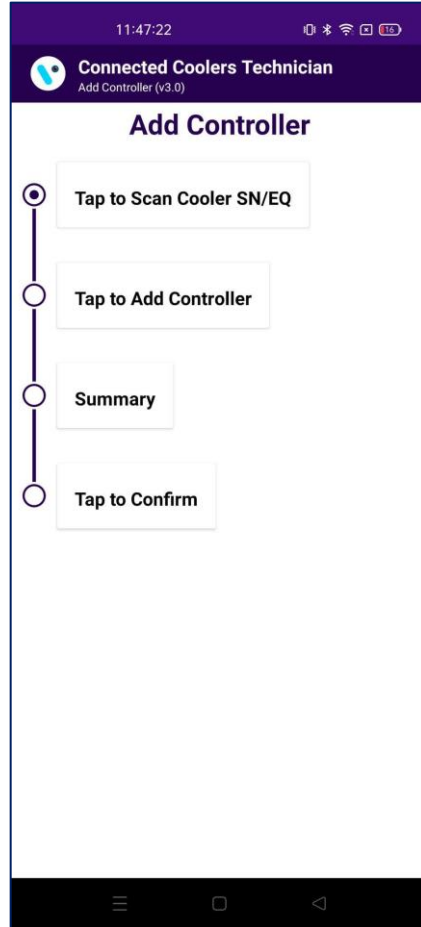 11:47:22
16
Connected Coolers Technician
Add Controller (v3.0)
Add Controller
Tap to Scan Cooler SN/EQ
Tap to Add Controller
Summary
Tap to Confirm